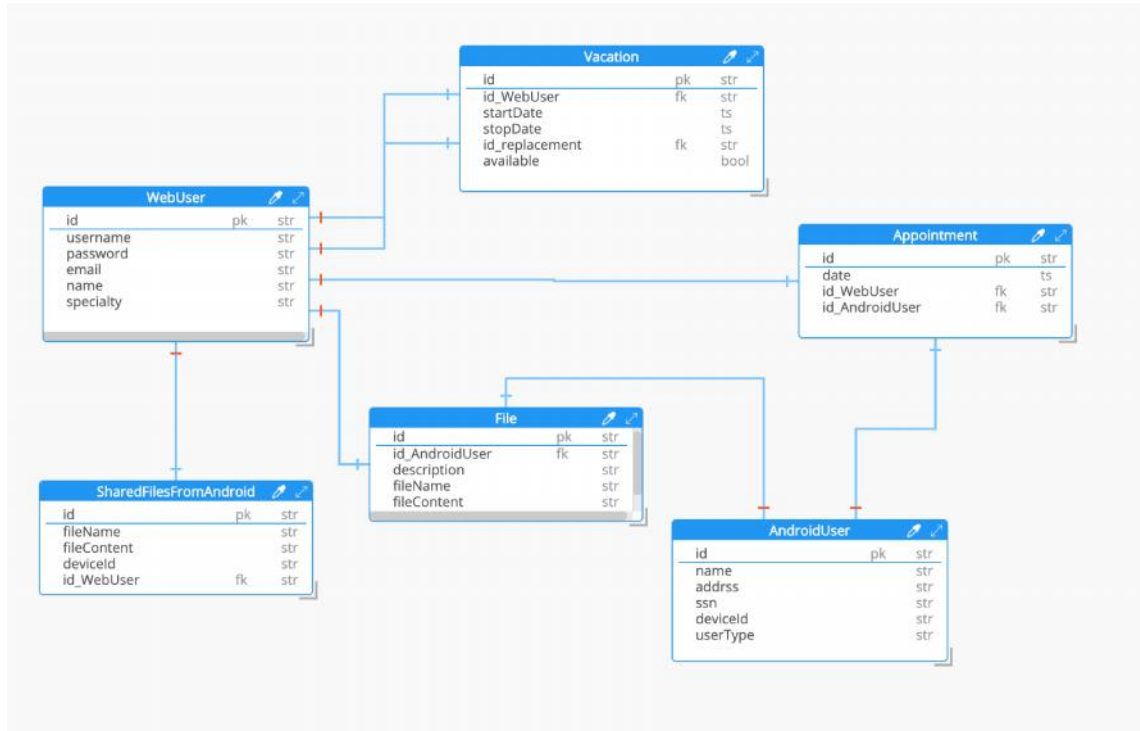 Vacation
id pk str
id_WebUser fk str
startDate ts
stopDate ts
id_replacement fk str
available bool
WebUser
id pk str
username str
password str
email str
name str
specialty str
Appointment
id pk str
date ts
id_WebUser fk str
id_AndroidUser fk str
File
id pk str
id_AndroidUser fk str
description str
fileName str
fileContent str
SharedFilesFromAndroid
id pk str
fileName str
fileContent str
deviceId str
id_WebUser fk str
AndroidUser
id pk str
name str
addrss str
ssn str
deviceId str
userType str